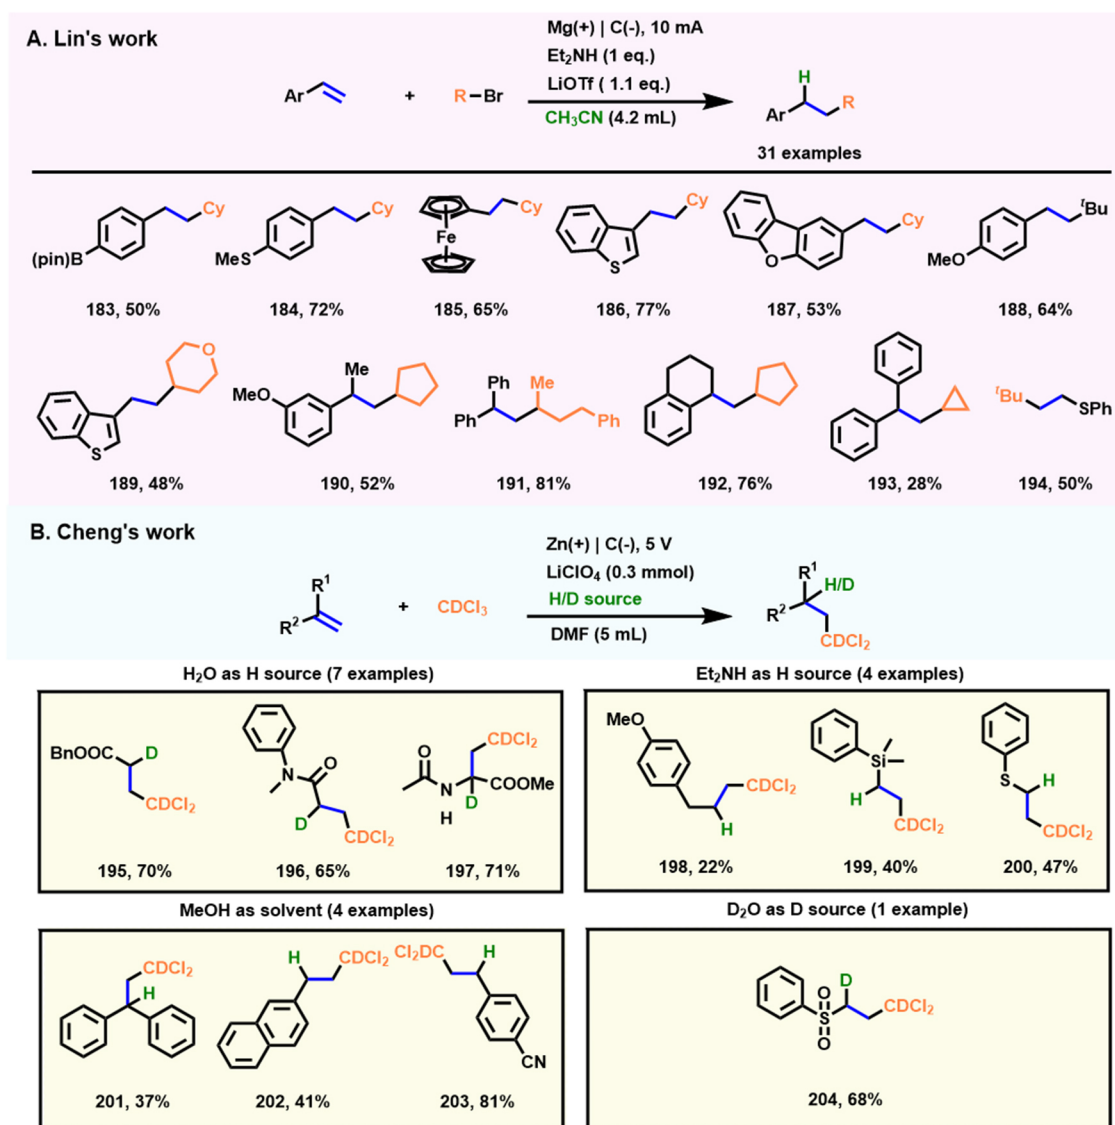 A. Lin's work
Mg(+) | C(-), 10 mA
Et₂NH (1 eq.)
LiOTf ( 1.1 eq.)
CH₃CN (4.2 mL)
Ar + R–Br
H
Ar R
31 examples
Cy Cy Cy Cy Cy ᵗBu
(pin)B MeS Fe S O MeO
183, 50% 184, 72% 185, 65% 186, 77% 187, 53% 188, 64%
O Me Ph Me
MeO ᵗBu
S Ph Ph SPh
189, 48% 190, 52% 191, 81% 192, 76% 193, 28% 194, 50%
B. Cheng's work
Zn(+) | C(-), 5 V
LiClO₄ (0.3 mmol)
H/D source
DMF (5 mL)
R¹
R² + CDCl₃
R¹ H/D
R²
CDCl₂
H₂O as H source (7 examples) Et₂NH as H source (4 examples)
BnOOC D
CDCl₂
N O
D
CDCl₂
O CDCl₂
N COOMe
H D
MeO
CDCl₂
H
Si
H
CDCl₂
S H
CDCl₂
195, 70% 196, 65% 197, 71% 198, 22% 199, 40% 200, 47%
MeOH as solvent (4 examples) D₂O as D source (1 example)
CDCl₂
H
H CDCl₂
Cl₂DC H
CN
O D
S CDCl₂
O
201, 37% 202, 41% 203, 81% 204, 68%